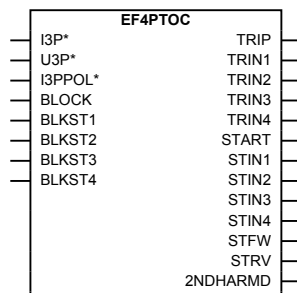 EF4PTOC
I3P* TRIP
U3P* TRIN1
I3PPOL* TRIN2
BLOCK TRIN3
BLKST1 TRIN4
BLKST2 START
BLKST3 STIN1
BLKST4 STIN2
STIN3
STIN4
STFW
STRV
2NDHARMD